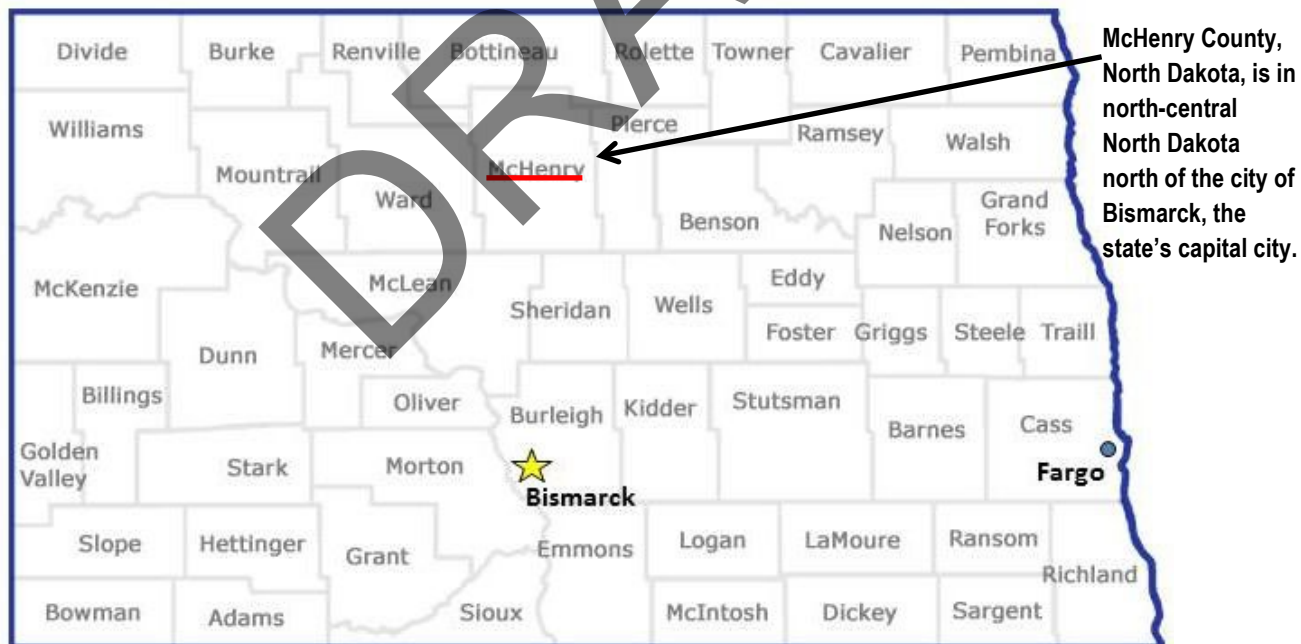 DRA
Divide
Burke
Renville
Bottineau
Rolette
Towner
Cavalier
Pembina
McHenry County,
North Dakota, is in
north-central
North Dakota
north of the city of
Bismarck, the
state’s capital city.
Williams
Mountrail
Ward
McHenry
Pierce
Ramsey
Walsh
Benson
Nelson
Grand
Forks
McKenzie
McLean
Sheridan
Wells
Eddy
Foster
Griggs
Steele
Traill
Dunn
Mercer
Billings
Oliver
Burleigh
Kidder
Stutsman
Barnes
Cass
Fargo
Golden
Valley
Stark
Morton
Bismarck
Slope
Hettinger
Grant
Emmons
Logan
LaMoure
Ransom
Richland
Bowman
Adams
Sioux
McIntosh
Dickey
Sargent